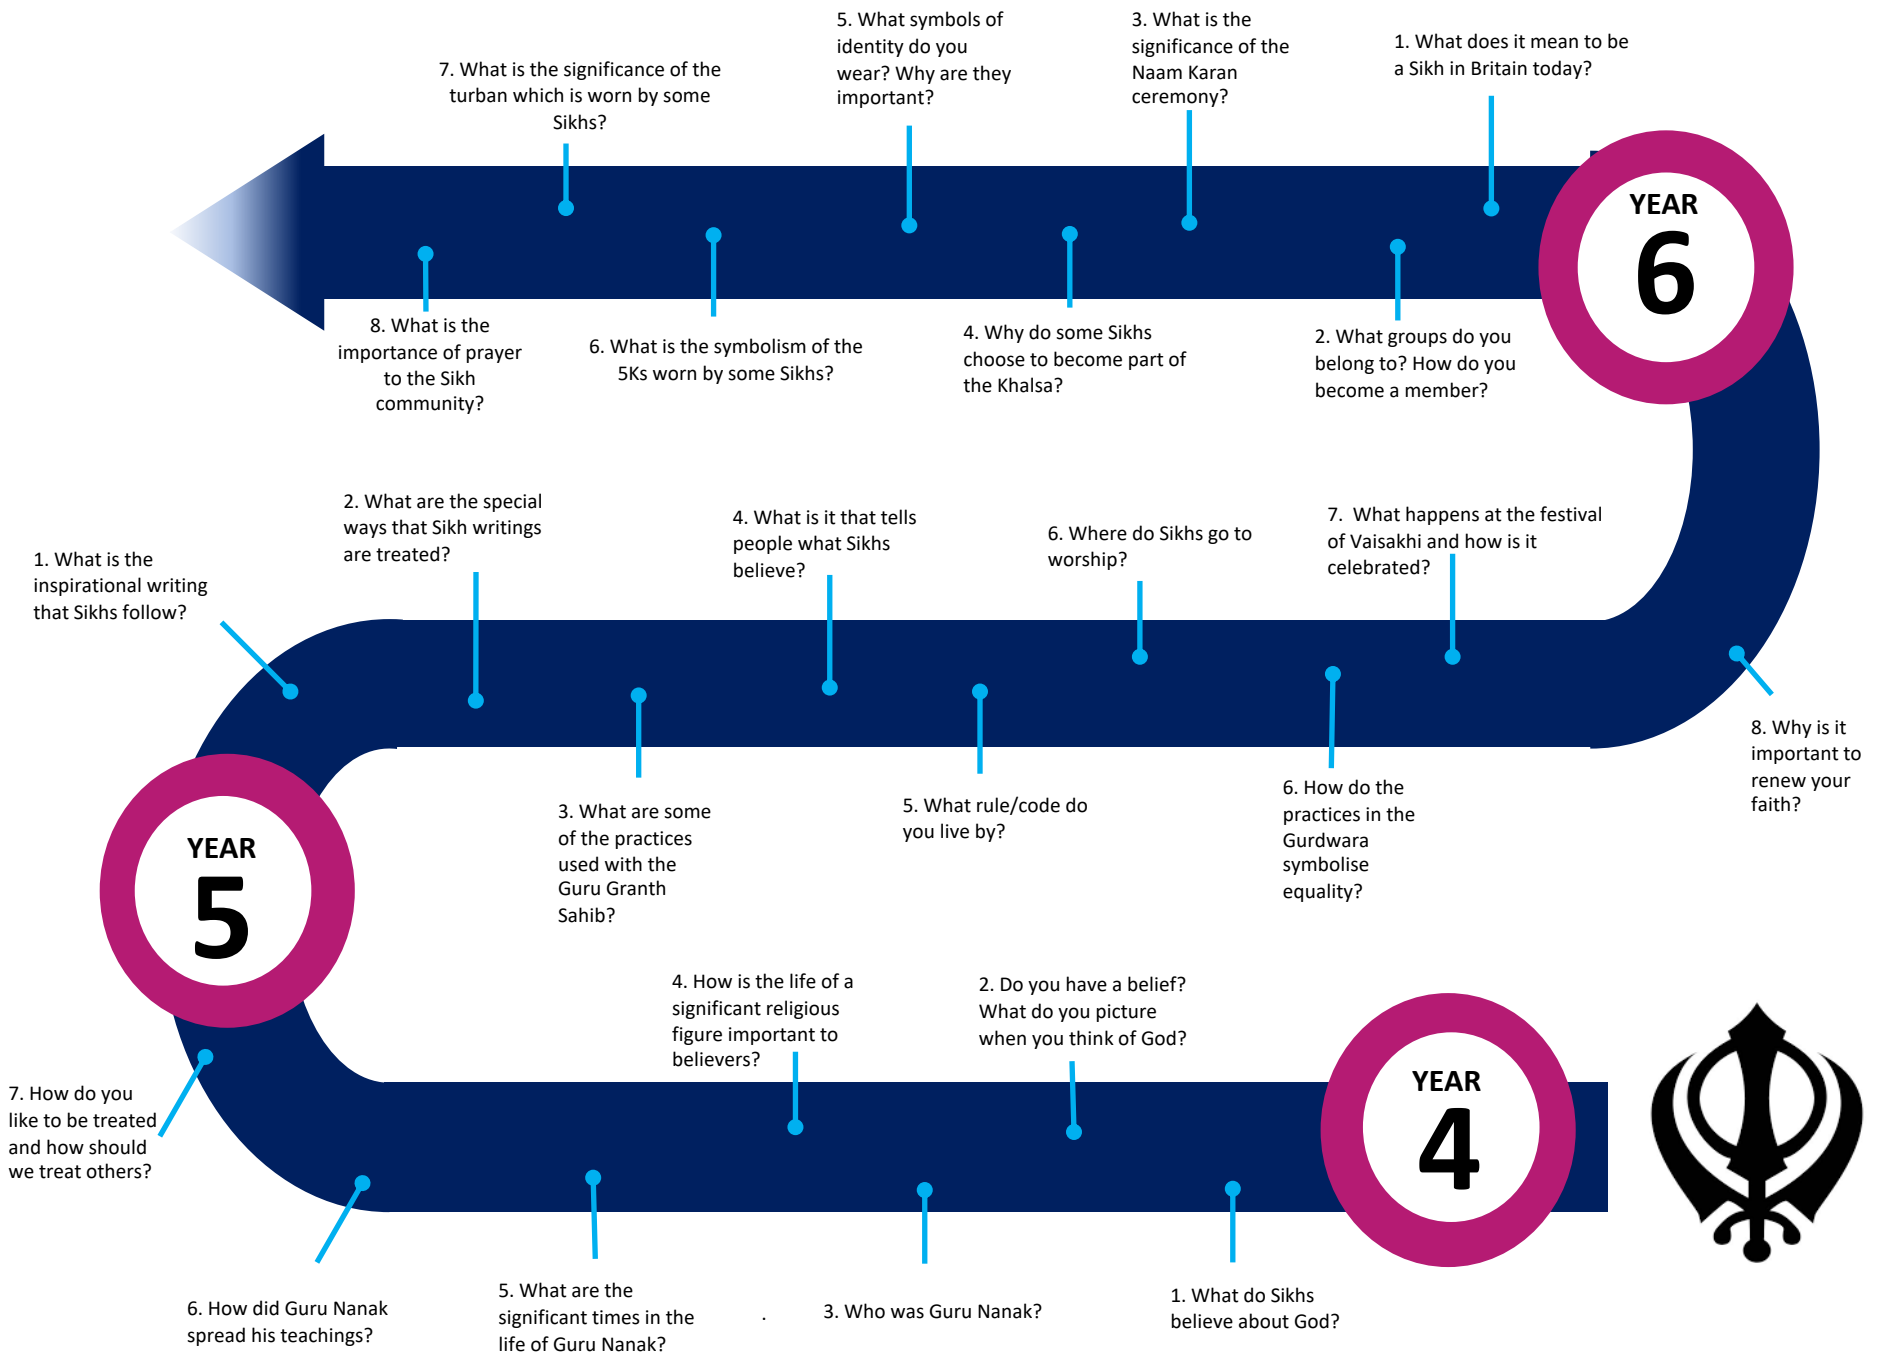 5. What symbols of
identity do you
wear? Why are they
important?
3. What is the
significance of the
Naam Karan
ceremony?
1. What does it mean to be
a Sikh in Britain today?
7. What is the significance of the
turban which is worn by some
Sikhs?
YEAR
6
8. What is the
importance of prayer
to the Sikh
community?
6. What is the symbolism of the
5Ks worn by some Sikhs?
4. Why do some Sikhs
choose to become part of
the Khalsa?
2. What groups do you
belong to? How do you
become a member?
1. What is the
inspirational writing
that Sikhs follow?
2. What are the special
ways that Sikh writings
are treated?
4. What is it that tells
people what Sikhs
believe?
6. Where do Sikhs go to
worship?
7.  What happens at the festival
of Vaisakhi and how is it
celebrated?
8. Why is it
important to
renew your
faith?
3. What are some
of the practices
used with the
Guru Granth
Sahib?
5. What rule/code do
you live by?
6. How do the
practices in the
Gurdwara
symbolise
equality?
YEAR
5
4. How is the life of a
significant religious
figure important to
believers?
2. Do you have a belief?
What do you picture
when you think of God?
YEAR
4
7. How do you
like to be treated
and how should
we treat others?
6. How did Guru Nanak
spread his teachings?
5. What are the
significant times in the
life of Guru Nanak?
.
3. Who was Guru Nanak?
1. What do Sikhs
believe about God?